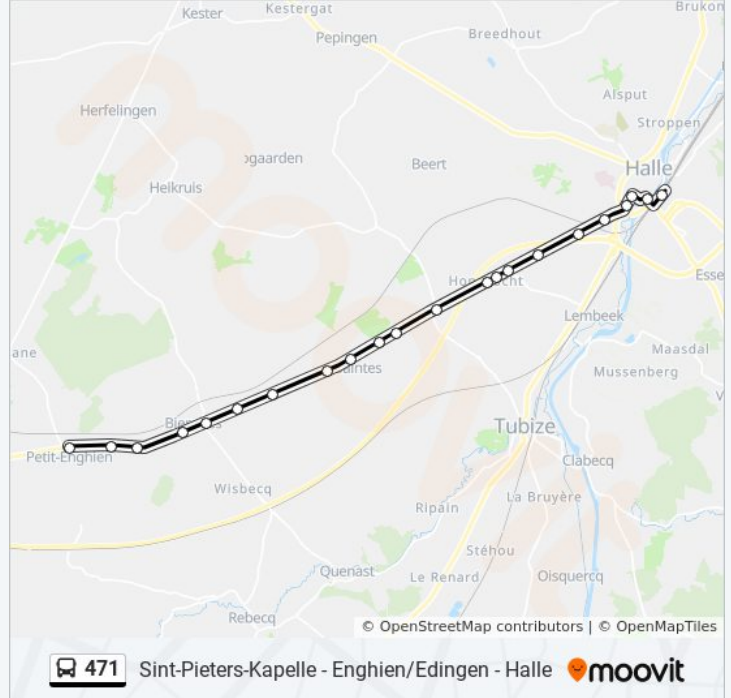 Kester
Kestergat
Brukom
Pepingen
Breedhout
Herfelingen
Alsput
Stroppen
ogaarden
Beert
Halle
Heikruis
Esse
Lembeek
ane
Maasdal
aintes
Mussenberg
Tubize
Petit-Enghien
Clabecq
Wisbecq
La Bruyère
Ripain
Stéhou
Quenast
Le Renard
Oisquercq
Rebecq
© OpenStreetMap contributors | © OpenMapTiles
471 Sint-Pieters-Kapelle - Enghien/Edingen - Halle moovit